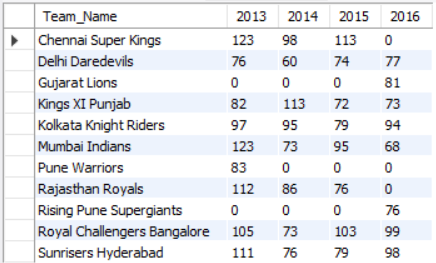 Team_Name 2013 2014 2015 2016
Chennai Super Kings 123 98 113 0
Delhi Daredevils 76 60 74 77
Gujarat Lions 0 0 0 81
Kings XI Punjab 82 113 72 73
Kolkata Knight Riders 97 95 79 94
Mumbai Indians 123 73 95 68
Pune Warriors 83 0 0 0
Rajasthan Royals 112 86 76 0
Rising Pune Supergiants 0 0 0 76
Royal Challengers Bangalore 105 73 103 99
Sunrisers Hyderabad 111 76 79 98